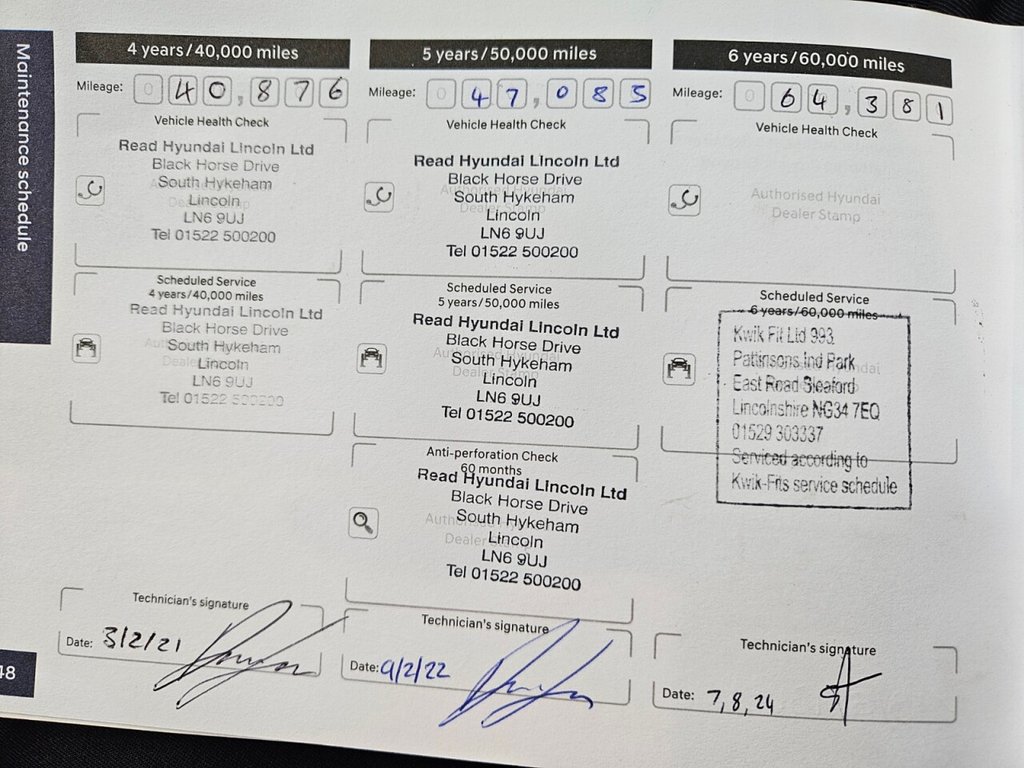 Maintenance schedule
4 years/40,000 miles
Mileage: 0 4 0 , 8 7 6
Vehicle Health Check
Read Hyundai Lincoln Ltd
Black Horse Drive
South Hykeham
Lincoln
LN6 9UJ
Tel 01522 500200
Scheduled Service
4 years/40,000 miles
Read Hyundai Lincoln Ltd
Black Horse Drive
South Hykeham
Lincoln
LN6 9UJ
Tel 01522 500200
Technician's signature
Date: 3/2/21
5 years/50,000 miles
Mileage: 0 4 7 , 0 8 5
Vehicle Health Check
Read Hyundai Lincoln Ltd
Black Horse Drive
Authorised Hyundai
South Hykeham
Dealer Stamp
Lincoln
LN6 9UJ
Tel 01522 500200
Scheduled Service
5 years/50,000 miles
Read Hyundai Lincoln Ltd
Black Horse Drive
Authorised Hyundai
South Hykeham
Dealer Stamp
Lincoln
LN6 9UJ
Tel 01522 500200
Anti-perforation Check
60 months
Read Hyundai Lincoln Ltd
Black Horse Drive
South Hykeham
Dealer
Lincoln
LN6 9UJ
Tel 01522 500200
Technician's signature
Date: 9/2/22
6 years/60,000 miles
Mileage: 0 6 4 , 3 8 1
Vehicle Health Check
Authorised Hyundai
Dealer Stamp
Scheduled Service
6 years/60,000 miles
Kwik Fit Ltd 993
Pattinsons Ind Park
East Road Sleaford
Lincolnshire NG34 7EQ
01529 303337
Serviced according to
Kwik-Fits service schedule
Technician's signature
Date: 7,8,24
48